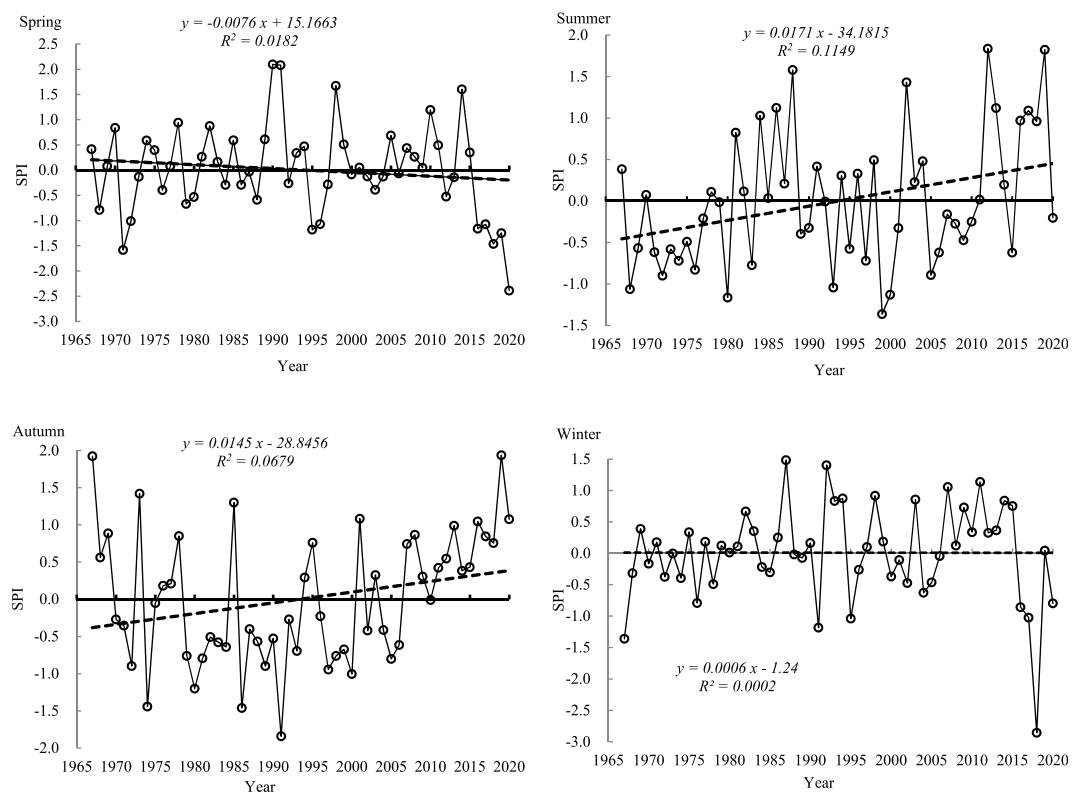 Spring
y = -0.0076 x + 15.1663
R² = 0.0182
2.5
2.0
1.5
1.0
0.5
0.0
-0.5
-1.0
-1.5
-2.0
-2.5
-3.0
SPI
1965 1970 1975 1980 1985 1990 1995 2000 2005 2010 2015 2020
Year
Summer
y = 0.0171 x - 34.1815
R² = 0.1149
2.0
1.5
1.0
0.5
0.0
-0.5
-1.0
-1.5
SPI
1965 1970 1975 1980 1985 1990 1995 2000 2005 2010 2015 2020
Year
Autumn
y = 0.0145 x - 28.8456
R² = 0.0679
2.0
1.5
1.0
0.5
0.0
-0.5
-1.0
-1.5
-2.0
SPI
1965 1970 1975 1980 1985 1990 1995 2000 2005 2010 2015 2020
Year
Winter
1.5
1.0
0.5
0.0
-0.5
-1.0
-1.5
-2.0
-2.5
-3.0
SPI
y = 0.0006 x - 1.24
R² = 0.0002
1965 1970 1975 1980 1985 1990 1995 2000 2005 2010 2015 2020
Year